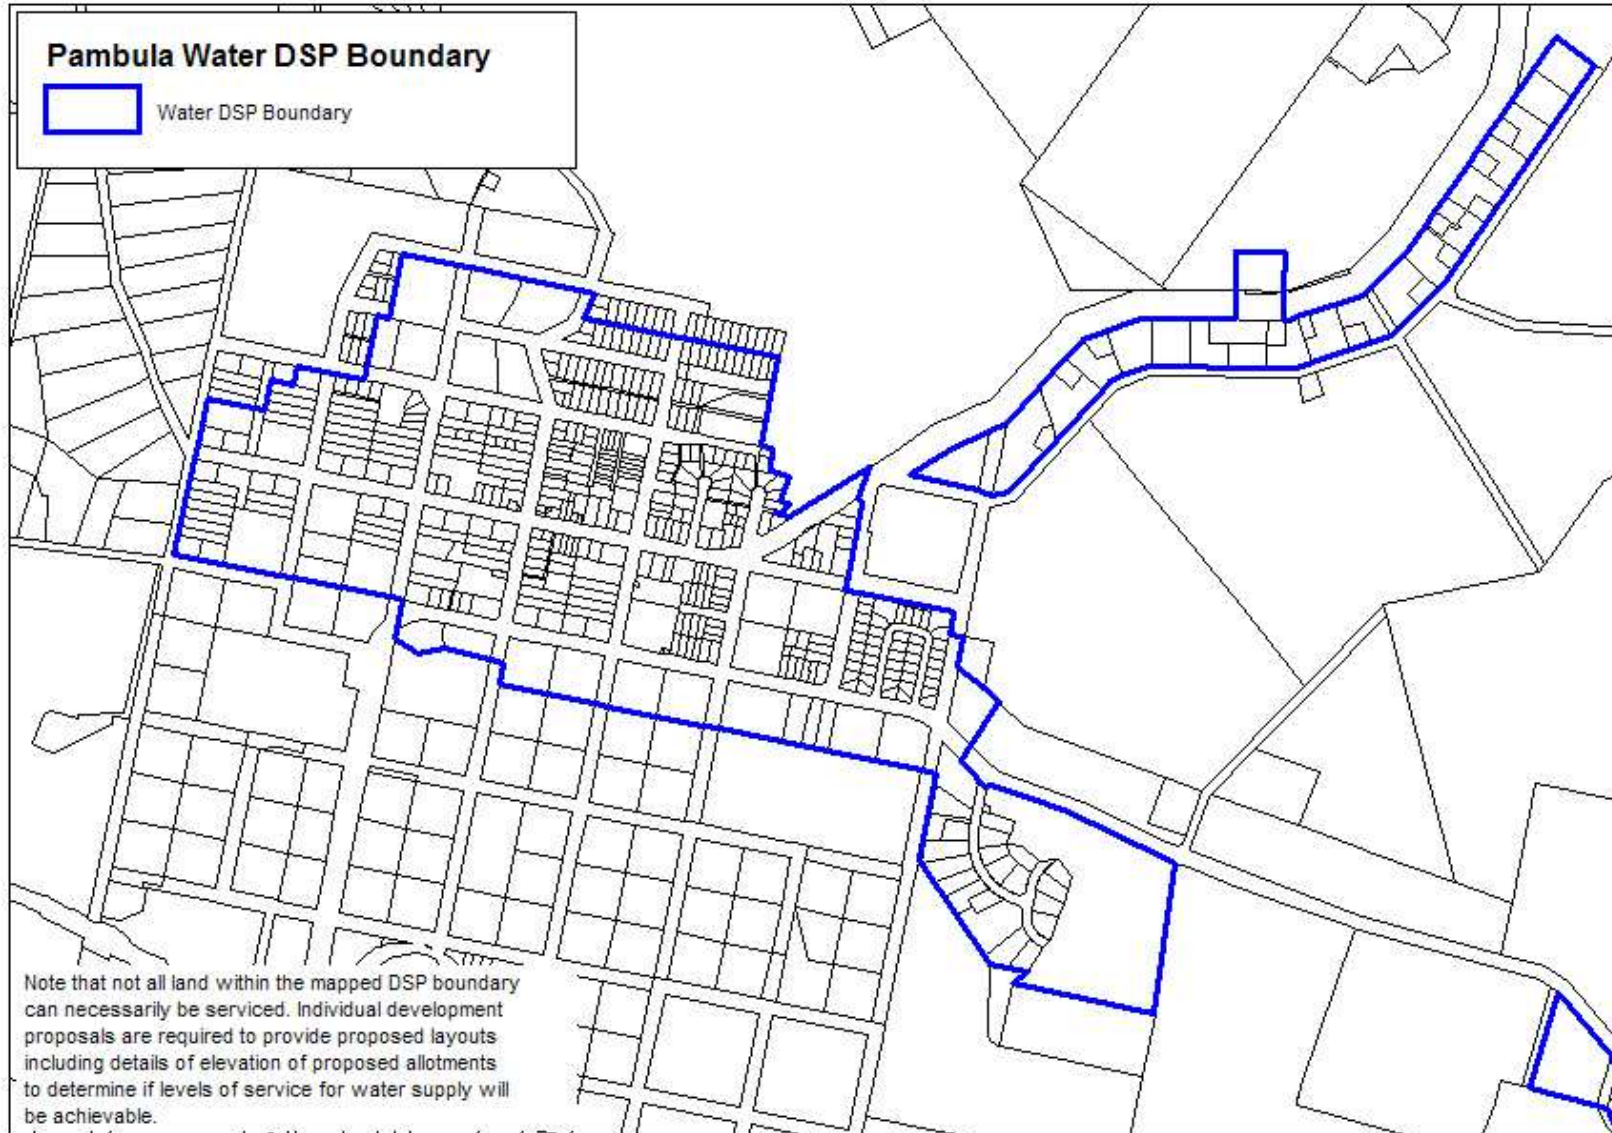 Pambula Water DSP Boundary
Water DSP Boundary
Note that not all land within the mapped DSP boundary
can necessarily be serviced. Individual development
proposals are required to provide proposed layouts
including details of elevation of proposed allotments
to determine if levels of service for water supply will
be achievable.